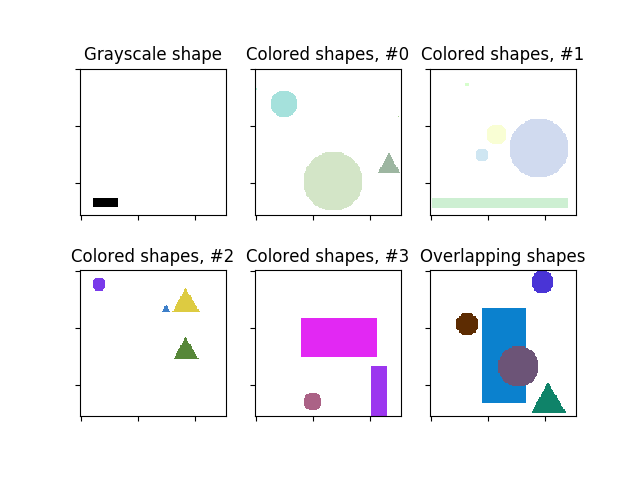 Grayscale shape
Colored shapes, #0
Colored shapes, #1
Colored shapes, #2
Colored shapes, #3
Overlapping shapes